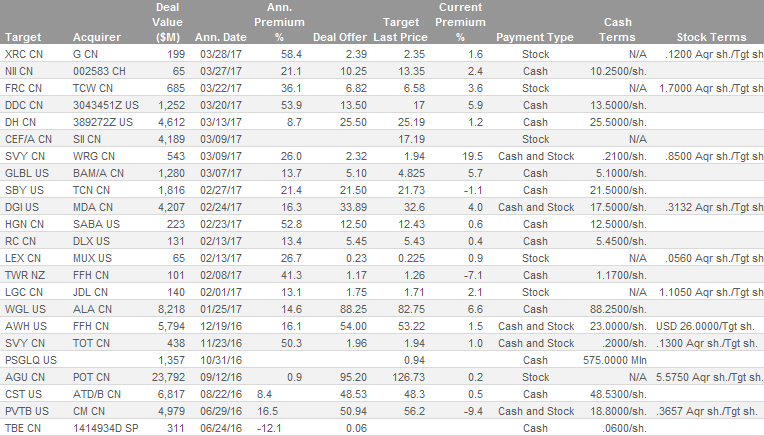 Deal Ann. Current
Value Premium Target Premium Cash
Target Acquirer ($M) Ann. Date % Deal Offer Last Price % Payment Type Terms Stock Terms
XRC CN G CN 199 03/28/17 58.4 2.39 2.35 1.6 Stock N/A .1200 Aqr sh./Tgt sh
NII CN 002583 CH 65 03/27/17 21.1 10.25 13.35 2.4 Cash 10.2500/sh.
FRC CN TCW CN 685 03/22/17 36.1 6.82 6.58 3.6 Stock N/A 1.7000 Aqr sh./Tgt sh
DDC CN 3043451Z US 1,252 03/20/17 53.9 13.50 17 5.9 Cash 13.5000/sh.
DH CN 389272Z US 4,612 03/13/17 8.7 25.50 25.19 1.2 Cash 25.5000/sh.
CEF/A CN SII CN 4,189 03/09/17 17.19 Stock N/A
SVY CN WRG CN 543 03/09/17 26.0 2.32 1.94 19.5 Cash and Stock .2100/sh. .8500 Aqr sh./Tgt sh
GLBL US BAM/A CN 1,280 03/07/17 13.7 5.10 4.825 5.7 Cash 5.1000/sh.
SBY US TCN CN 1,816 02/27/17 21.4 21.50 21.73 -1.1 Cash 21.5000/sh.
DGI US MDA CN 4,207 02/24/17 16.3 33.89 32.6 4.0 Cash and Stock 17.5000/sh. .3132 Aqr sh./Tgt sh
HGN CN SABA US 223 02/23/17 52.8 12.50 12.43 0.6 Cash 12.5000/sh.
RC CN DLX US 131 02/13/17 13.4 5.45 5.43 0.4 Cash 5.4500/sh.
LEX CN MUX US 65 02/13/17 26.7 0.23 0.225 0.9 Stock N/A .0560 Aqr sh./Tgt sh
TWR NZ FFH CN 101 02/08/17 41.3 1.17 1.26 -7.1 Cash 1.1700/sh.
LGC CN JDL CN 140 02/01/17 13.1 1.75 1.71 2.1 Stock N/A 1.1050 Aqr sh./Tgt sh
WGL US ALA CN 8,218 01/25/17 14.6 88.25 82.75 6.6 Cash 88.2500/sh.
AWH US FFH CN 5,794 12/19/16 16.1 54.00 53.22 1.5 Cash and Stock 23.0000/sh. USD 26.0000/Tgt sh.
SVY CN TOT CN 438 11/23/16 50.3 1.96 1.94 1.0 Cash and Stock .2000/sh. .1300 Aqr sh./Tgt sh.
PSGLQ US 1,357 10/31/16 0.94 Cash 575.0000 Mln
AGU CN POT CN 23,792 09/12/16 0.9 95.20 126.73 0.2 Stock N/A 5.5750 Aqr sh./Tgt sh.
CST US ATD/B CN 6,817 08/22/16 8.4 48.53 48.3 0.5 Cash 48.5300/sh.
PVTB US CM CN 4,979 06/29/16 16.5 50.94 56.2 -9.4 Cash and Stock 18.8000/sh. .3657 Aqr sh./Tgt sh.
TBE CN 1414934D SP 311 06/24/16 -12.1 0.06 Cash .0600/sh.